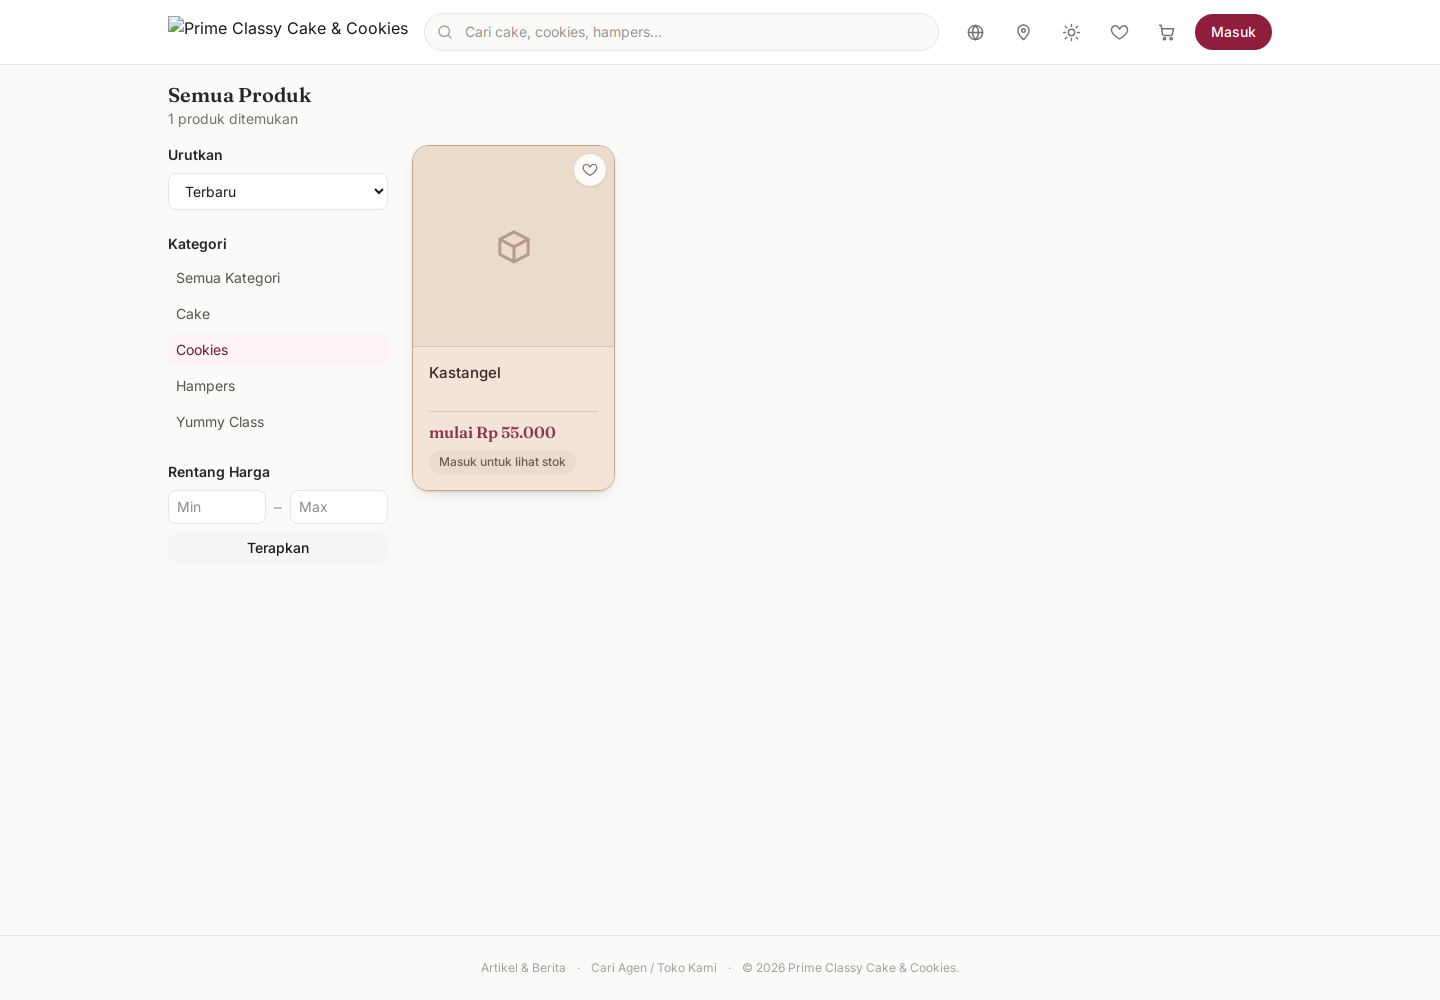 Prime Classy Cake & Cookies
Cari cake, cookies, hampers...
Masuk
Semua Produk
1 produk ditemukan
Urutkan
Terbaru
Kategori
Semua Kategori
Cake
Cookies
Hampers
Yummy Class
Rentang Harga
Min – Max
Terapkan
Kastangel
mulai Rp 55.000
Masuk untuk lihat stok
Artikel & Berita · Cari Agen / Toko Kami · © 2026 Prime Classy Cake & Cookies.